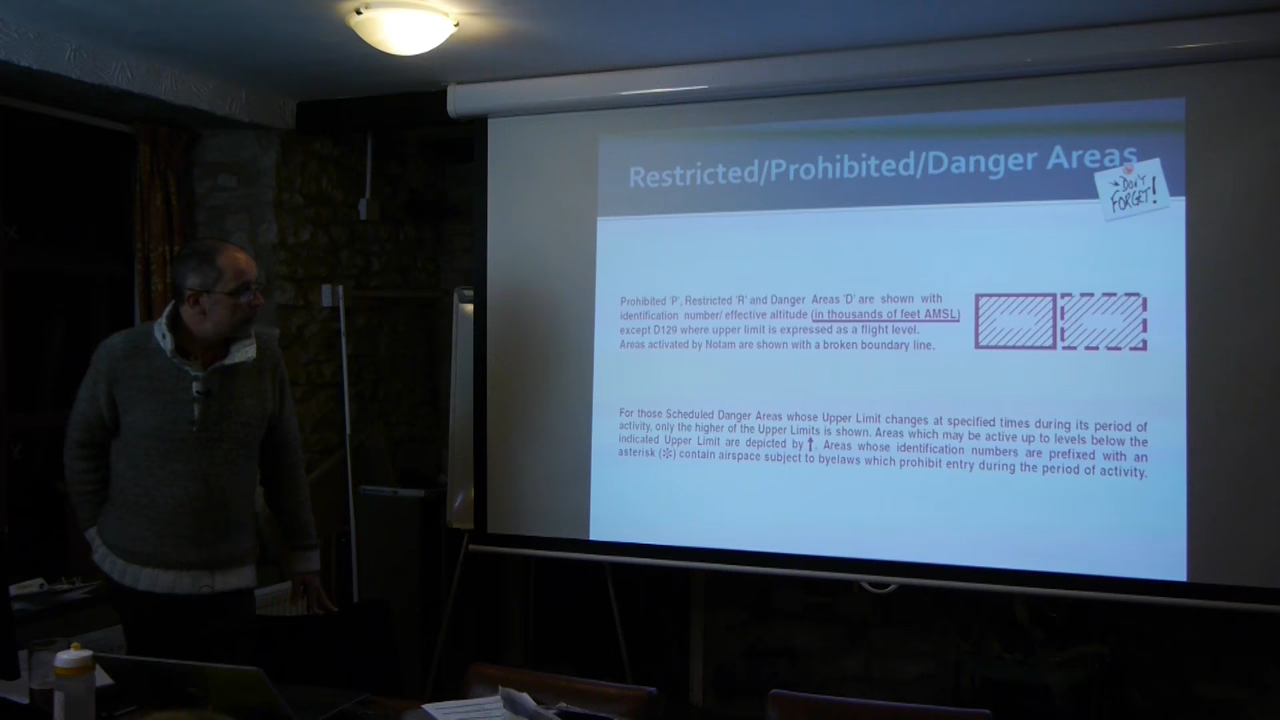 Restricted/Prohibited/Danger Areas
DON'T
FORGET!
Prohibited 'P', Restricted 'R' and Danger Areas 'D' are shown with
identification number/ effective altitude (in thousands of feet AMSL)
except D129 where upper limit is expressed as a flight level.
Areas activated by Notam are shown with a broken boundary line.
For those Scheduled Danger Areas whose Upper Limit changes at specified times during its period of
activity, only the higher of the Upper Limits is shown. Areas which may be active up to levels below the
indicated Upper Limit are depicted by ↑. Areas whose identification numbers are prefixed with an
asterisk (✻) contain airspace subject to byelaws which prohibit entry during the period of activity.